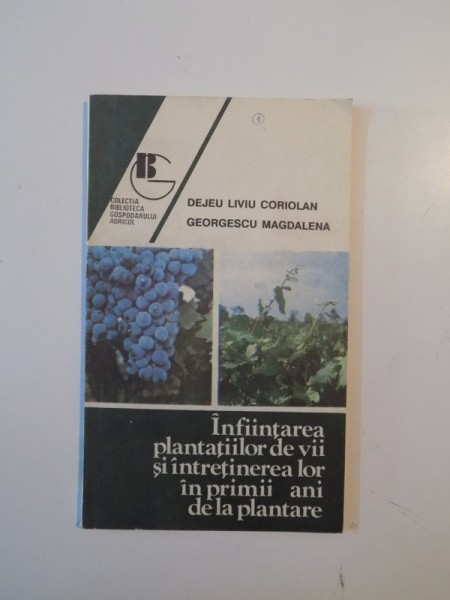 1
BG
COLECȚIA
BIBLIOTECA
GOSPODARULUI
AGRICOL
DEJEU LIVIU CORIOLAN
GEORGESCU MAGDALENA
Înființarea
plantațiilor de vii
și întreținerea lor
în primii ani
de la plantare